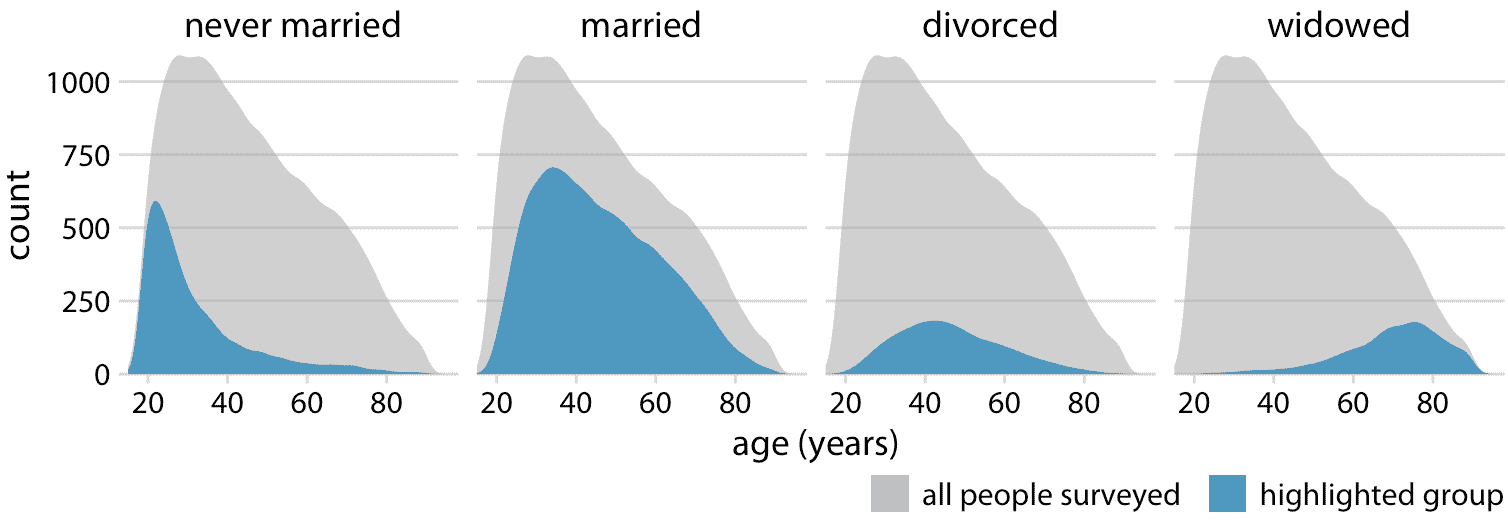 never married married divorced widowed
1000
750
500
250
0
count
20 40 60 80 20 40 60 80 20 40 60 80 20 40 60 80
age (years)
all people surveyed highlighted group